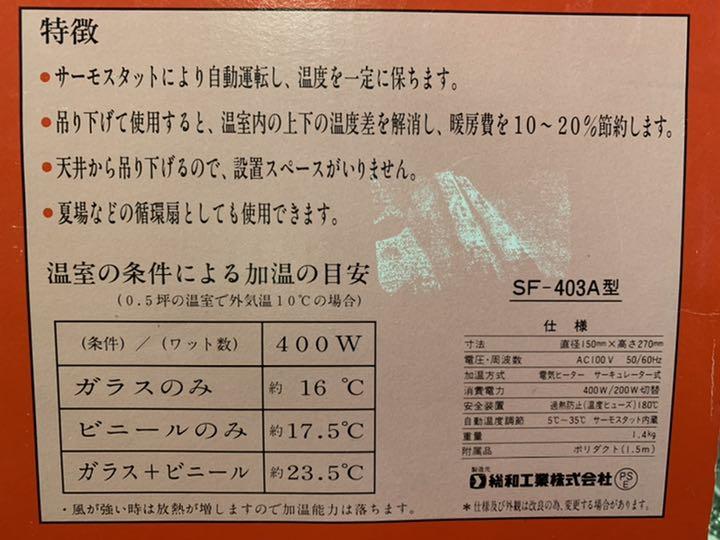 特徴
●サーモスタットにより自動運転し、温度を一定に保ちます。
●吊り下げて使用すると、温室内の上下の温度差を解消し、暖房費を10～20%節約します。
●天井から吊り下げるので、設置スペースがいりません。
●夏場などの循環扇としても使用できます。
温室の条件による加温の目安
(0.5坪の温室で外気温10℃の場合)
(条件)／(ワット数) 400W
ガラスのみ 約 16 ℃
ビニールのみ 約17.5℃
ガラス＋ビニール 約23.5℃
・風が強い時は放熱が増しますので加温能力は落ちます。
SF-403A型
仕様
寸法 直径150mm×高さ270mm
電圧・周波数 AC100V 50/60Hz
加温方式 電気ヒーター サーキュレーター式
消費電力 400W/200W切替
安全装置 過熱防止(温度ヒューズ)180℃
自動温度調節 5℃～35℃ サーモスタット内蔵
重量 1.4kg
附属品 ポリダクト(1.5m)
製造元
総和工業株式会社 PSE
＊仕様及び外観は改良の為、変更する場合があります。